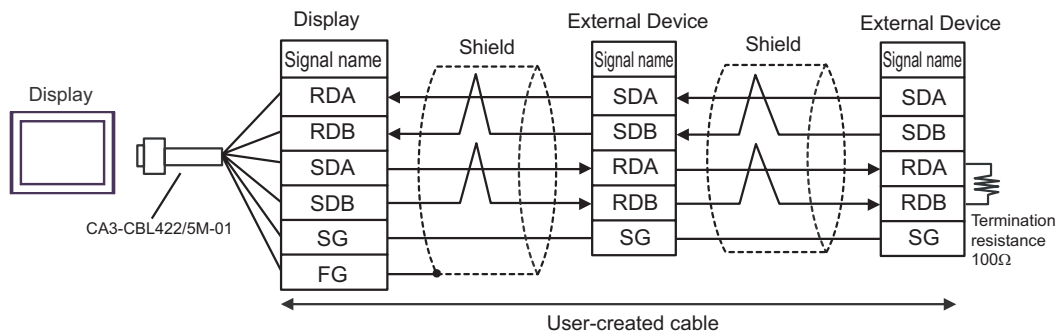 Display
CA3-CBL422/5M-01
Display
Signal name
RDA
RDB
SDA
SDB
SG
FG
Shield
External Device
Signal name
SDA
SDB
RDA
RDB
SG
Shield
External Device
Signal name
SDA
SDB
RDA
RDB
SG
Termination
resistance
100Ω
User-created cable